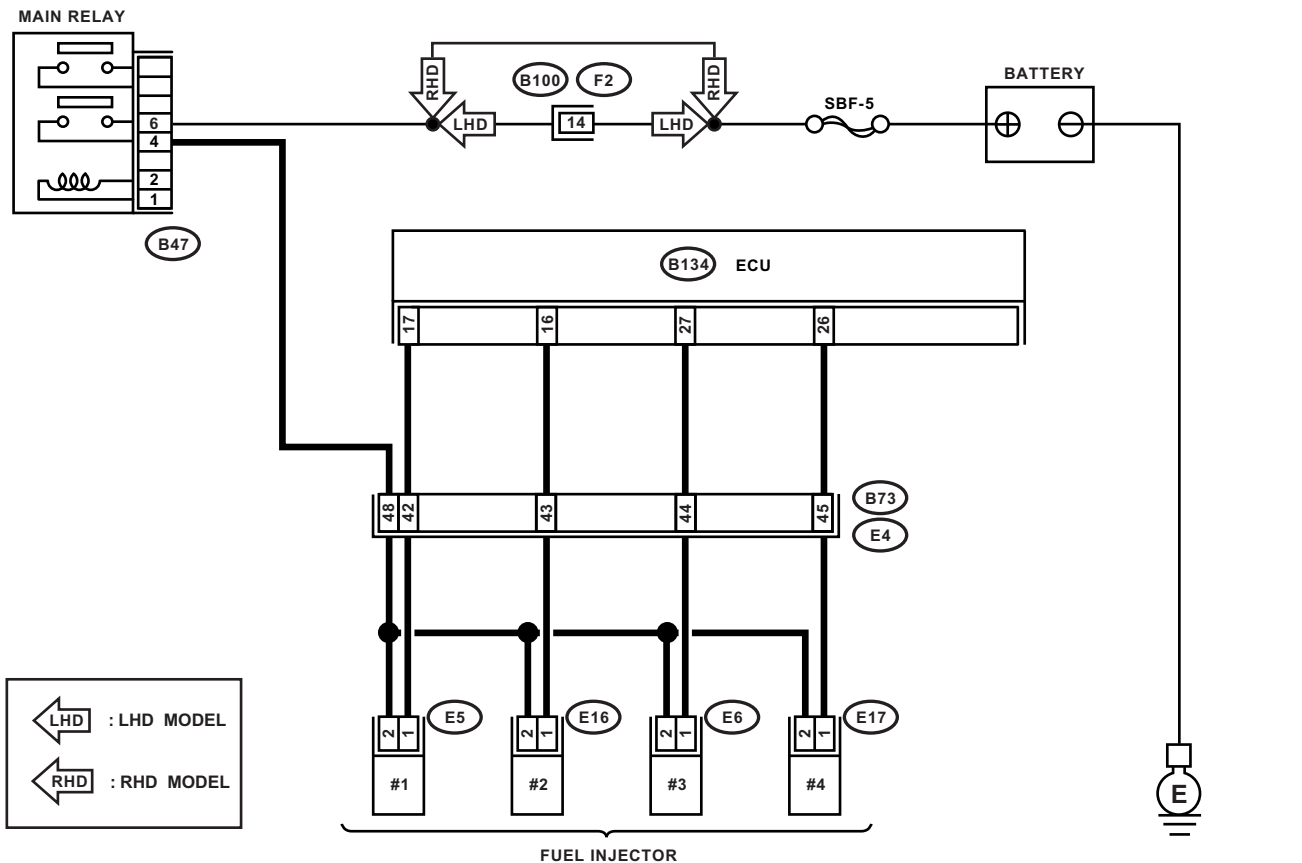 MAIN RELAY
BATTERY
RHD
B100
F2
RHD
SBF-5
6
LHD
14
LHD
4
2
1
B47
B134 ECU
17
16
27
26
48
42
43
44
45
B73
E4
E5
E16
E6
E17
2
1
2
1
2
1
2
1
#1
#2
#3
#4
LHD : LHD MODEL
RHD : RHD MODEL
E
FUEL INJECTOR